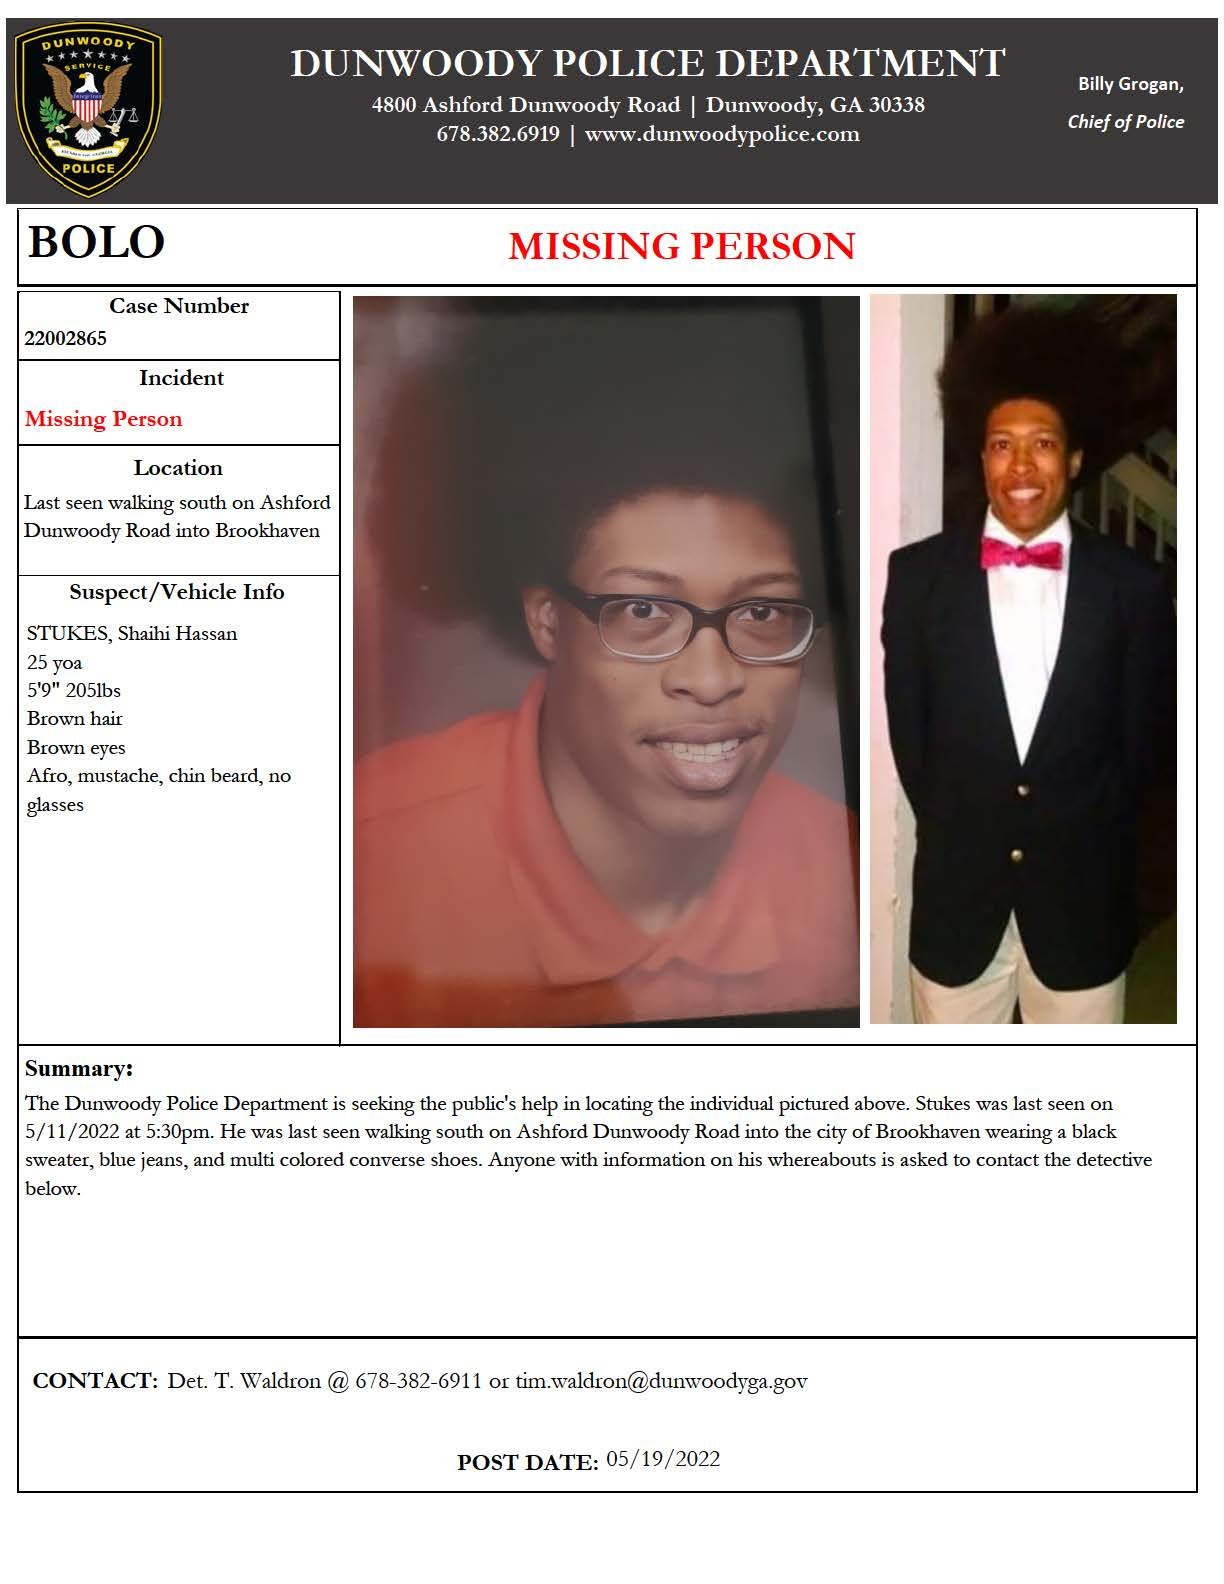 DUNWOODY
SERVICE
POLICE
DUNWOODY POLICE DEPARTMENT
4800 Ashford Dunwoody Road | Dunwoody, GA 30338
678.382.6919 | www.dunwoodypolice.com
Billy Grogan,
Chief of Police
BOLO
MISSING PERSON
Case Number
22002865
Incident
Missing Person
Location
Last seen walking south on Ashford
Dunwoody Road into Brookhaven
Suspect/Vehicle Info
STUKES, Shaihi Hassan
25 yoa
5'9" 205lbs
Brown hair
Brown eyes
Afro, mustache, chin beard, no
glasses
Summary:
The Dunwoody Police Department is seeking the public's help in locating the individual pictured above. Stukes was last seen on
5/11/2022 at 5:30pm. He was last seen walking south on Ashford Dunwoody Road into the city of Brookhaven wearing a black
sweater, blue jeans, and multi colored converse shoes. Anyone with information on his whereabouts is asked to contact the detective
below.
CONTACT: Det. T. Waldron @ 678-382-6911 or tim.waldron@dunwoodyga.gov
POST DATE: 05/19/2022